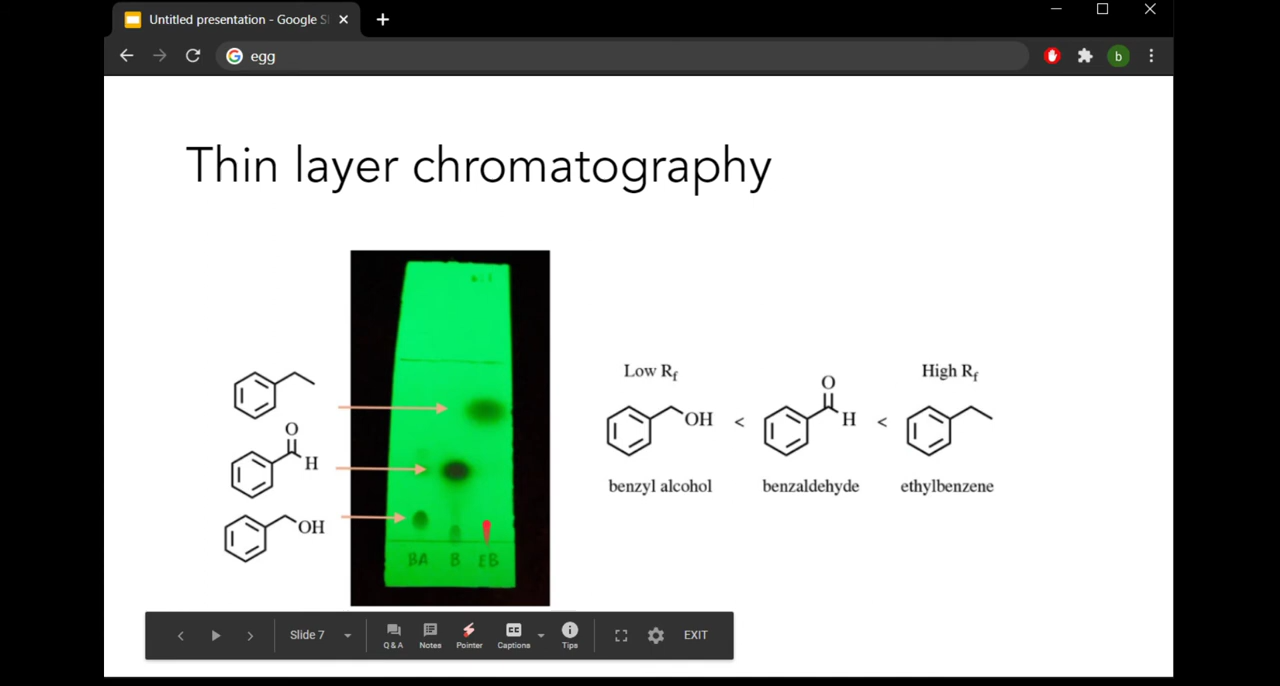 Untitled presentation - Google Sl
egg
b
Thin layer chromatography
O
H
OH
BA B EB
Low Rf
High Rf
O
OH < H <
benzyl alcohol benzaldehyde ethylbenzene
Slide 7
Q & A Notes Pointer CC Captions Tips EXIT